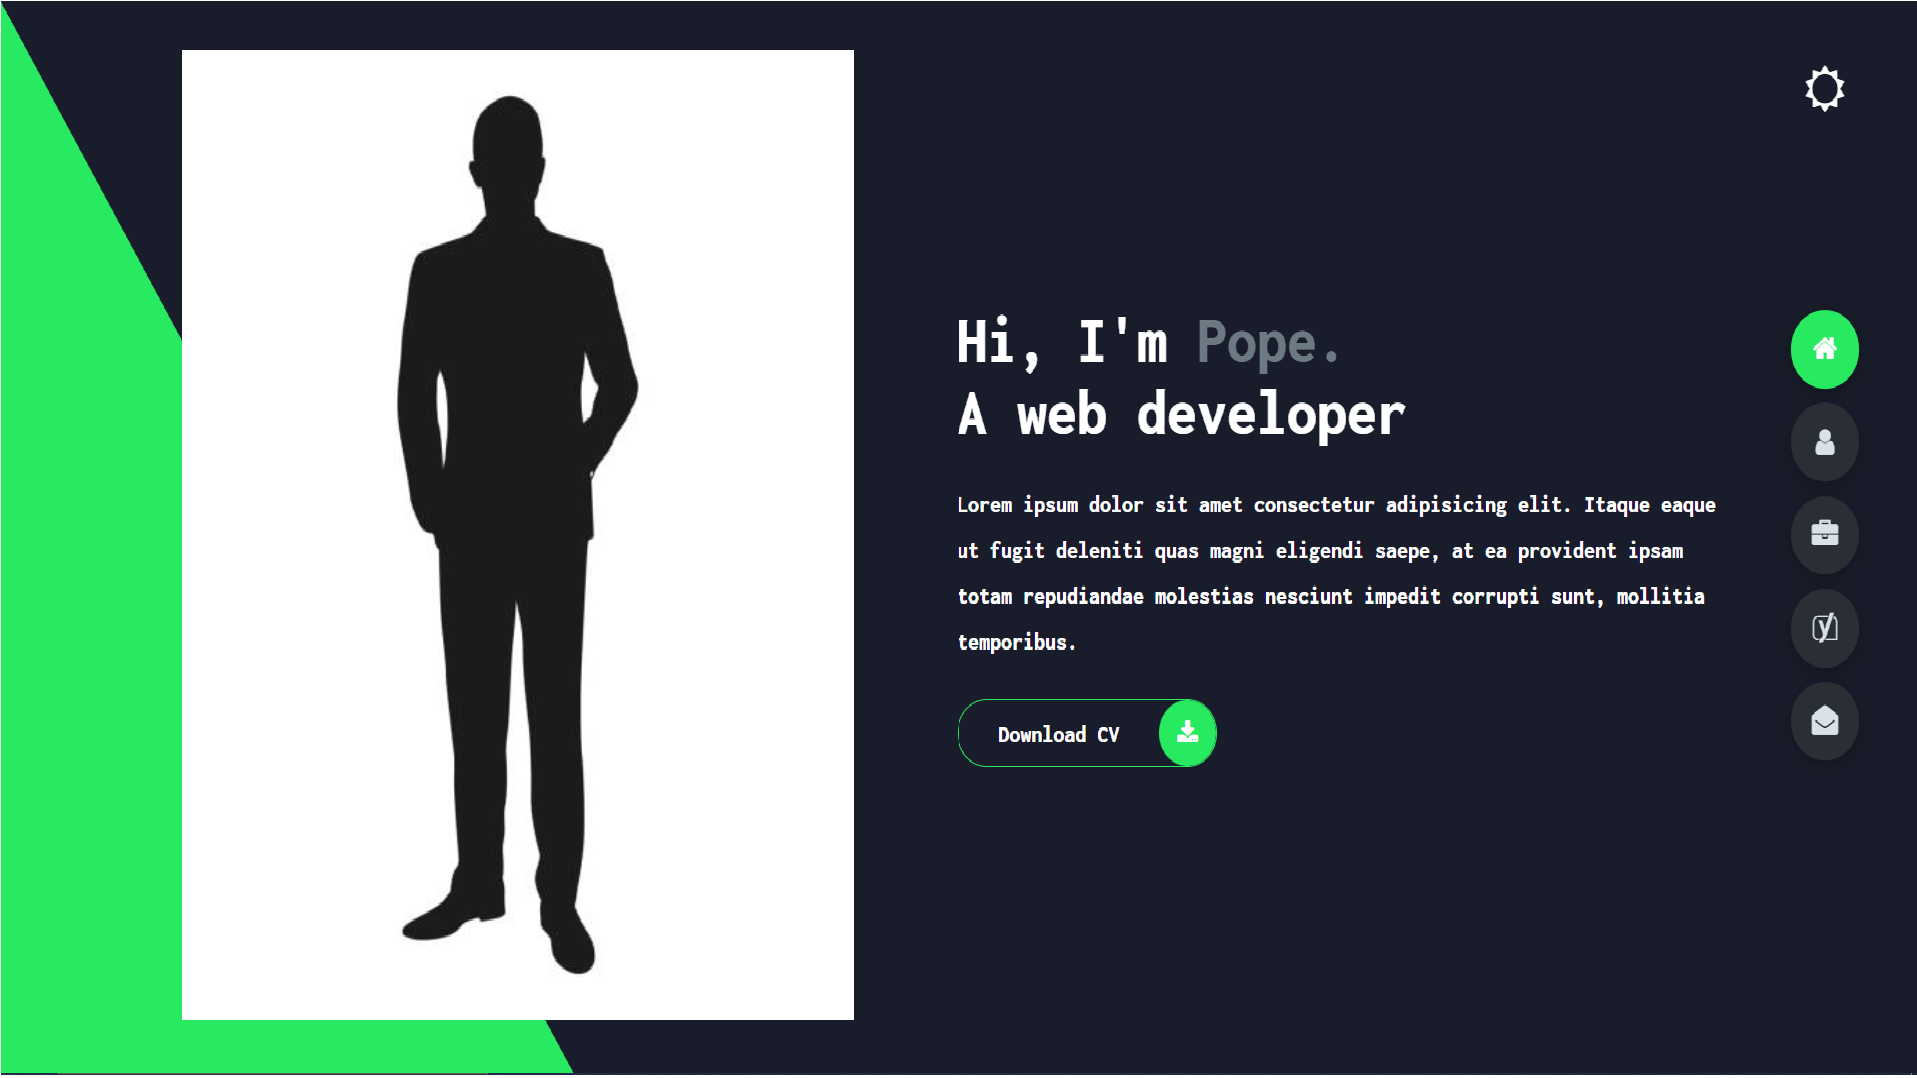 Hi, I'm Pope.
A web developer
Lorem ipsum dolor sit amet consectetur adipisicing elit. Itaque eaque
ut fugit deleniti quas magni eligendi saepe, at ea provident ipsam
totam repudiandae molestias nesciunt impedit corrupti sunt, mollitia
temporibus.
Download CV